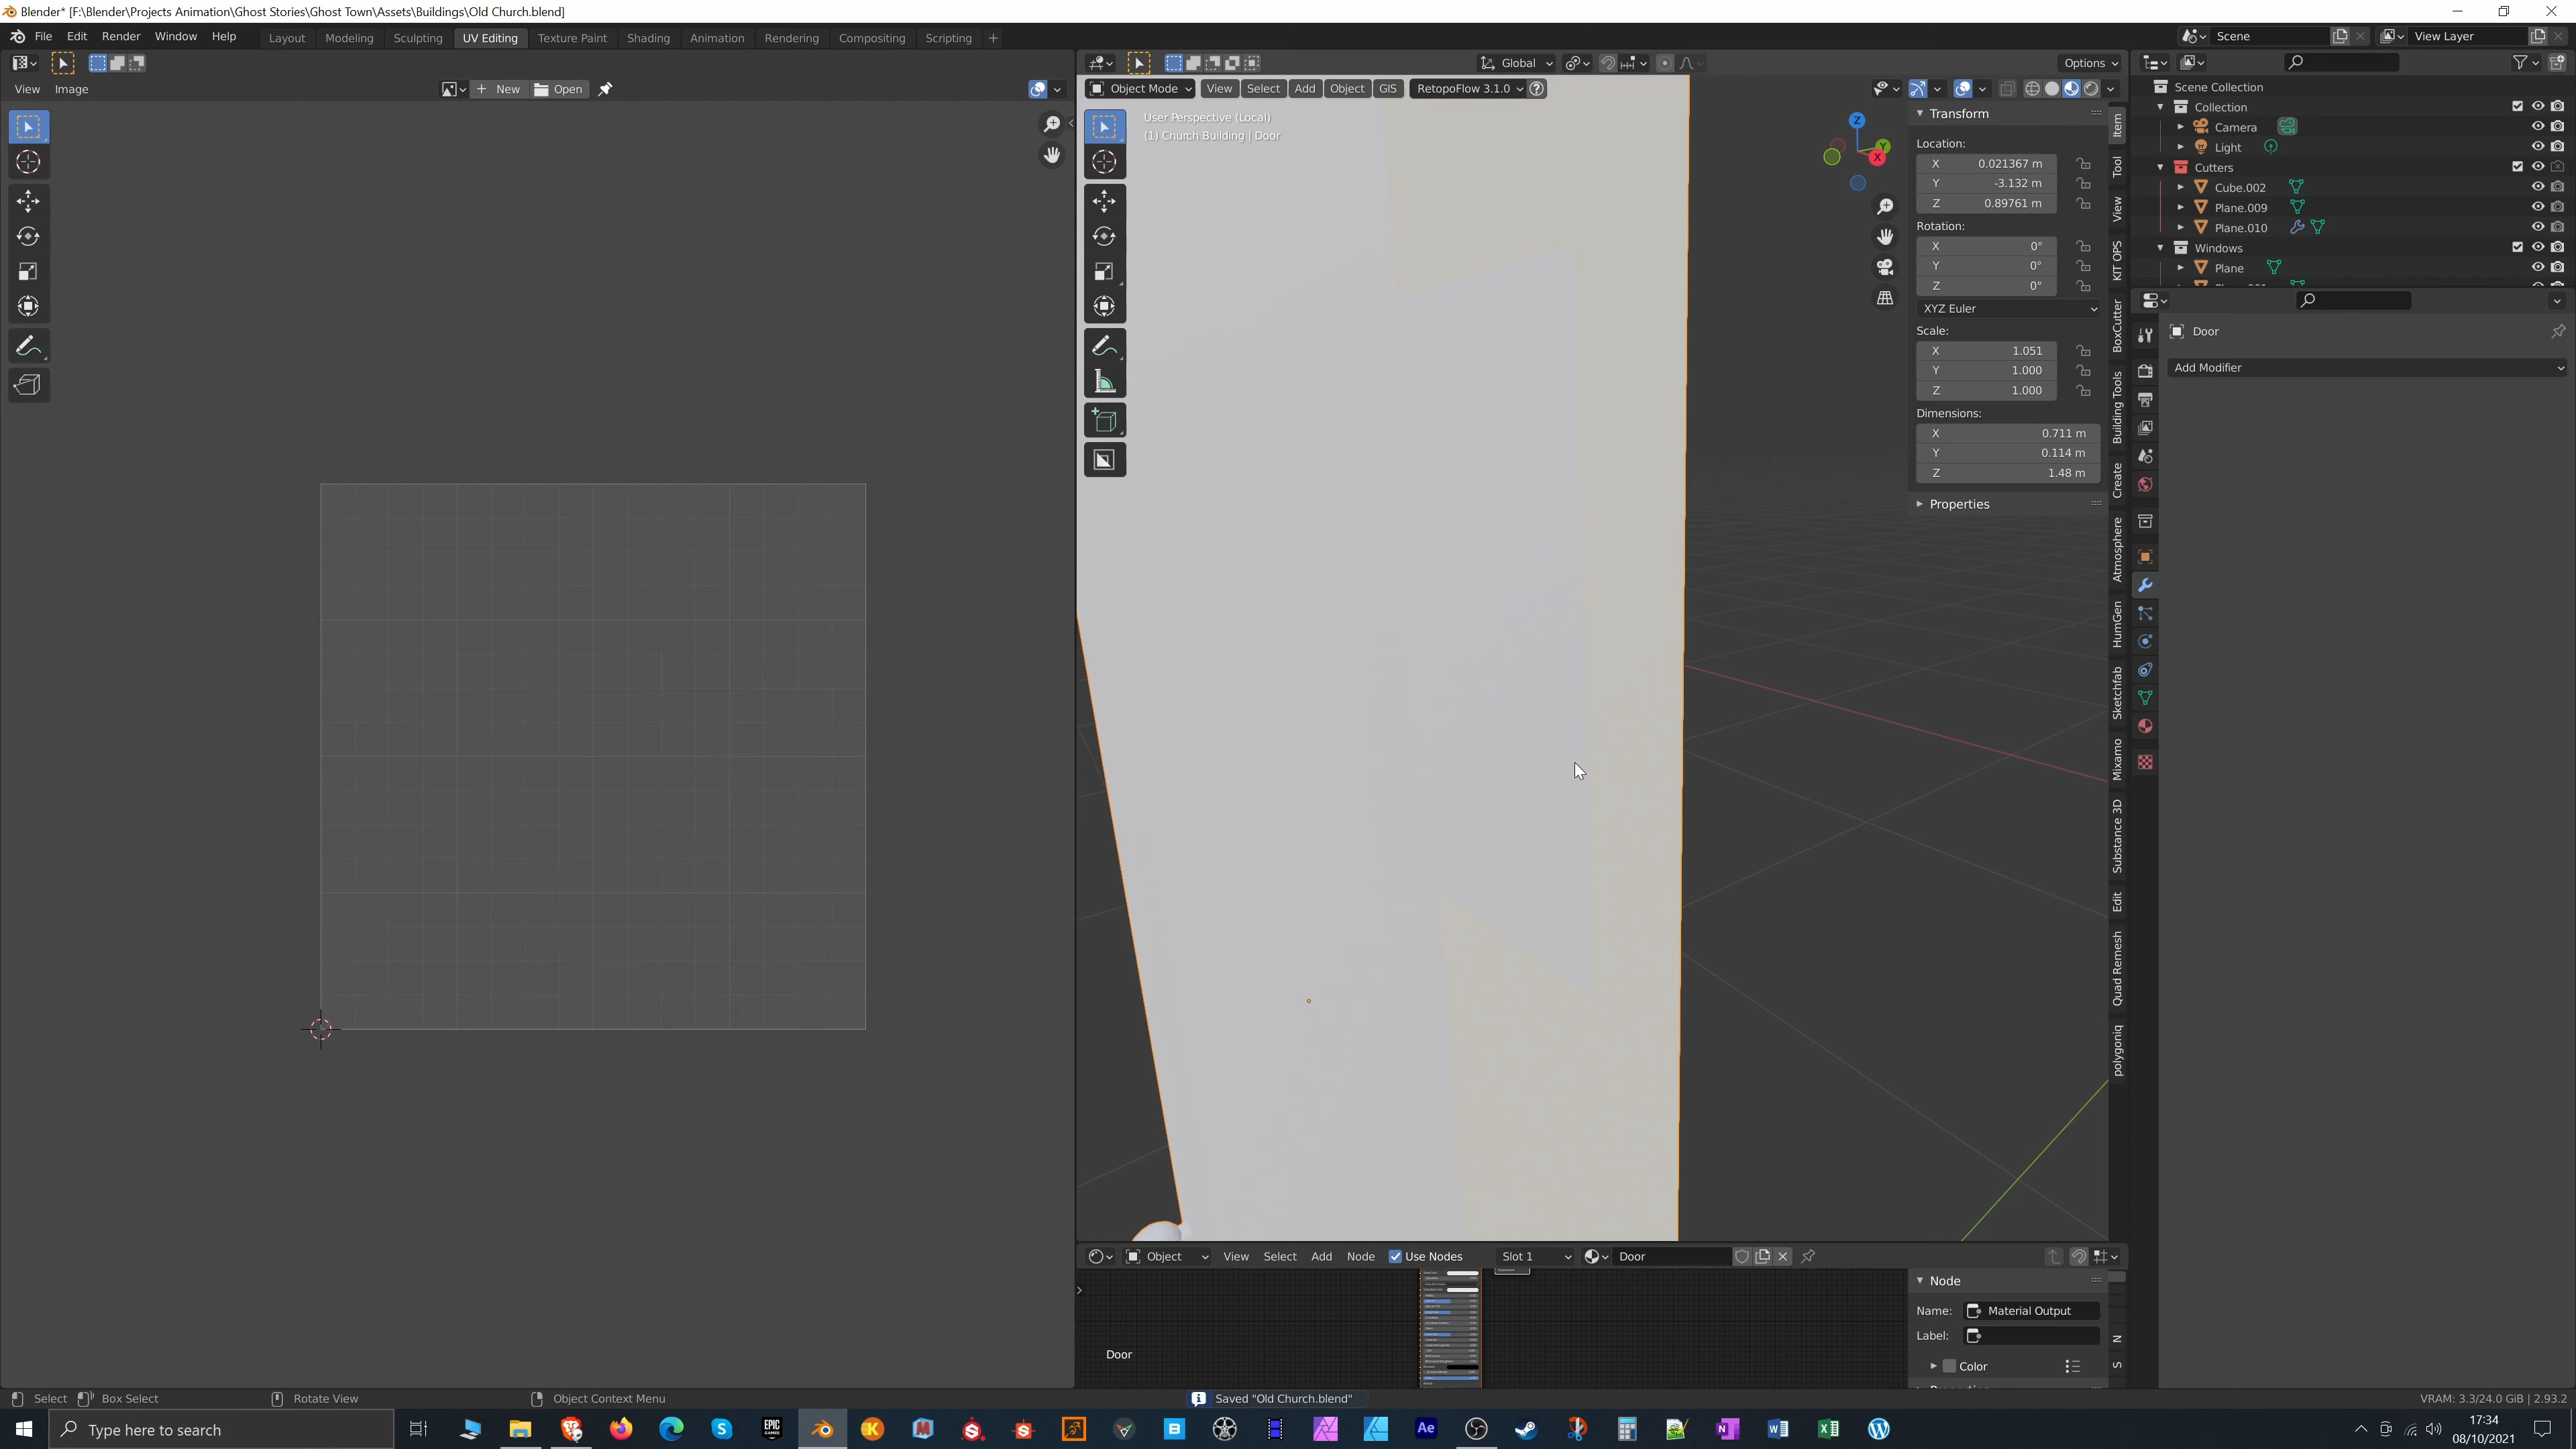 Blender* [F:\Blender\Projects Animation\Ghost Stories\Ghost Town\Assets\Buildings\Old Church.blend]
File Edit Render Window Help Layout Modeling Sculpting UV Editing Texture Paint Shading Animation Rendering Compositing Scripting + Scene View Layer
Global Options
View Image New Open
Object Mode View Select Add Object GIS RetopoFlow 3.1.0
User Perspective (Local)
(1) Church Building | Door
Z
Y
X
Transform
Location:
X 0.021367 m
Y -3.132 m
Z 0.89761 m
Rotation:
X 0°
Y 0°
Z 0°
XYZ Euler
Scale:
X 1.051
Y 1.000
Z 1.000
Dimensions:
X 0.711 m
Y 0.114 m
Z 1.48 m
Properties
Item
Tool
View
KIT OPS
BoxCutter
Building Tools
Create
Atmosphere
HumGen
Sketchfab
Mixamo
Substance 3D
Edit
Quad Remesh
polygoniq
Scene Collection
Collection
Camera
Light
Cutters
Cube.002
Plane.009
Plane.010
Windows
Plane
Door
Add Modifier
Object View Select Add Node Use Nodes Slot 1 Door
Door
Node
Name: Material Output
Label:
Color
N
S
Select Box Select Rotate View Object Context Menu Saved "Old Church.blend" VRAM: 3.3/24.0 GiB | 2.93.2
Type here to search
EPIC GAMES
Ae
17:34
08/10/2021